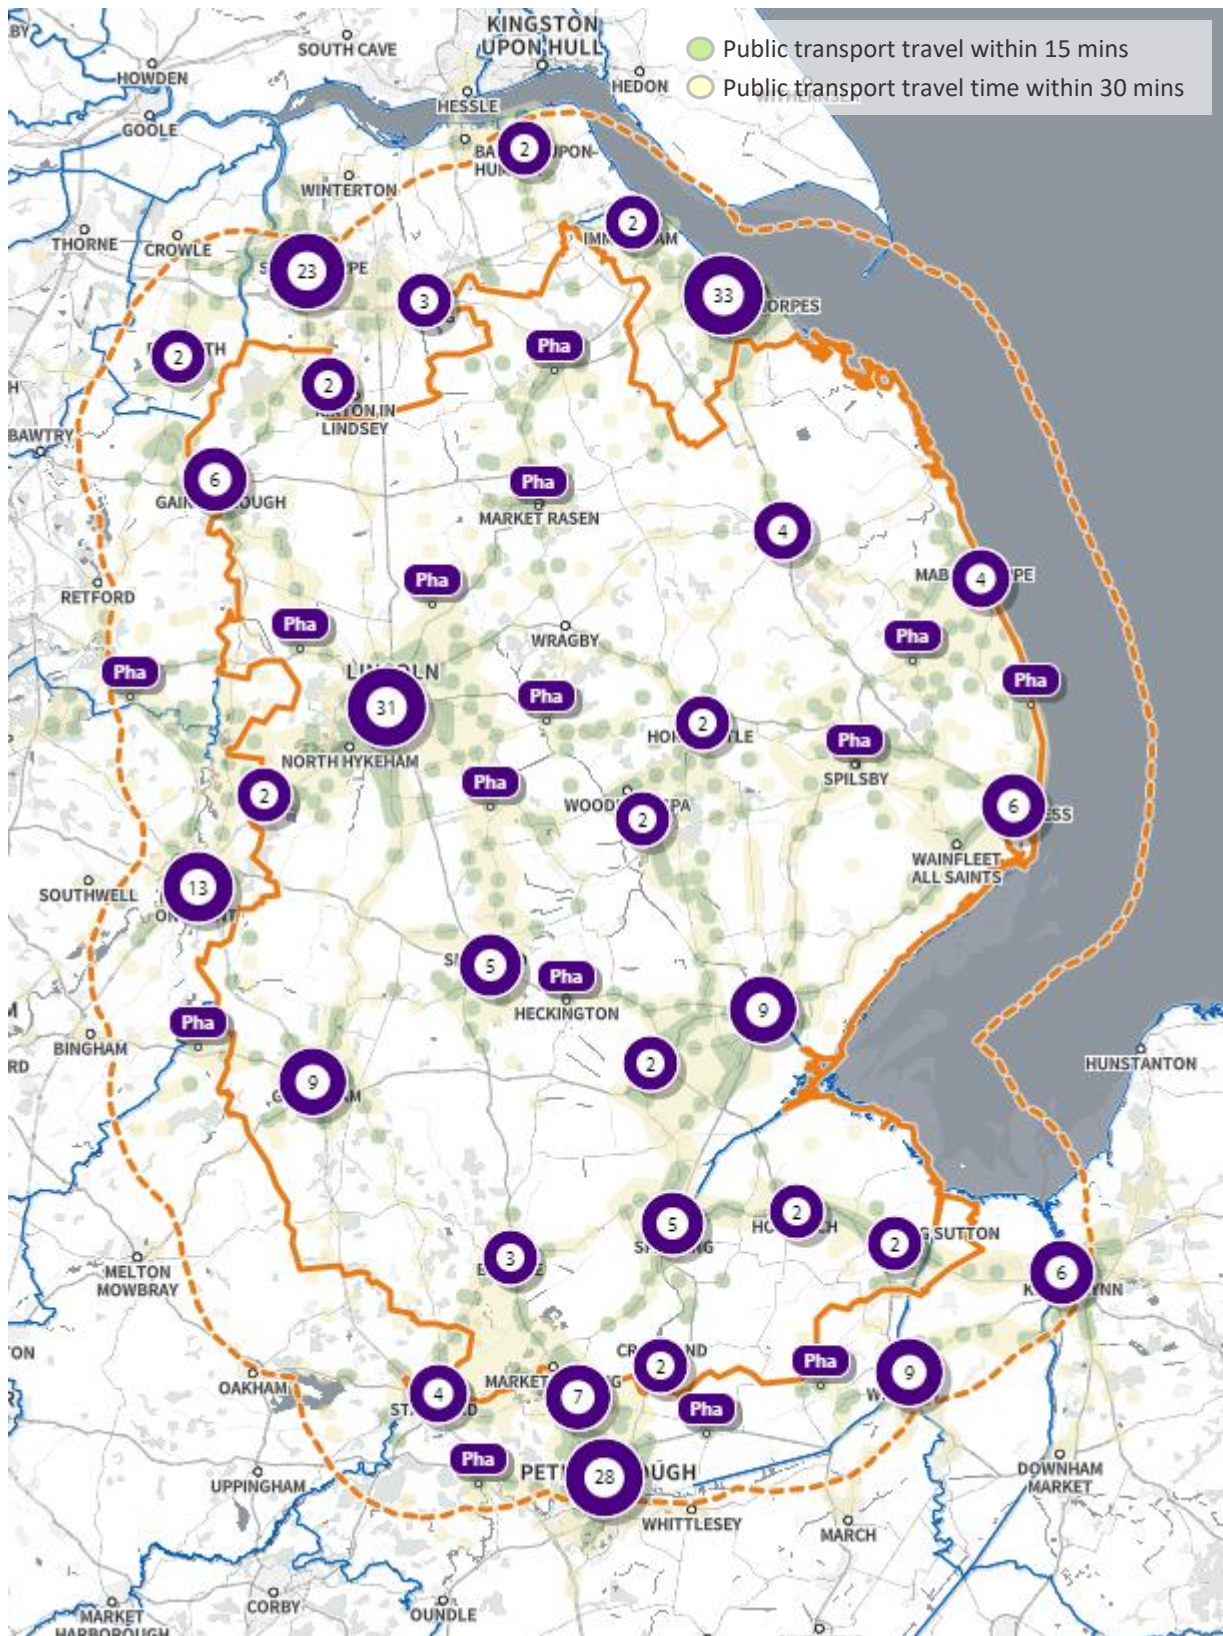 KINGSTON
UPON HULL
SOUTH CAVE
Public transport travel within 15 mins
Public transport travel time within 30 mins
HOWDEN
HEDON
HESSLE
GOOLE
2
WINTERTON
2
THORNE
CROWLE
23
3
33
Pha
2
2
LINDSEY
BAWTRY
6
Pha
MARKET RASEN
4
RETFORD
Pha
4
Pha
WRAGBY
Pha
Pha
LINCOLN
Pha
Pha
31
2
Pha
NORTH HYKEHAM
SPILSBY
Pha
2
2
6
WAINFLEET
ALL SAINTS
13
SOUTHWELL
5
Pha
HECKINGTON
9
Pha
BINGHAM
2
HUNSTANTON
9
2
5
2
SUTTON
3
6
MELTON
MOWBRAY
2
Pha
9
OAKHAM
4
MARKET
7
Pha
Pha
28
UPPINGHAM
DOWNHAM
MARKET
WHITTLESEY
MARCH
CORBY
OUNDLE
MARKET
HARBOROUGH